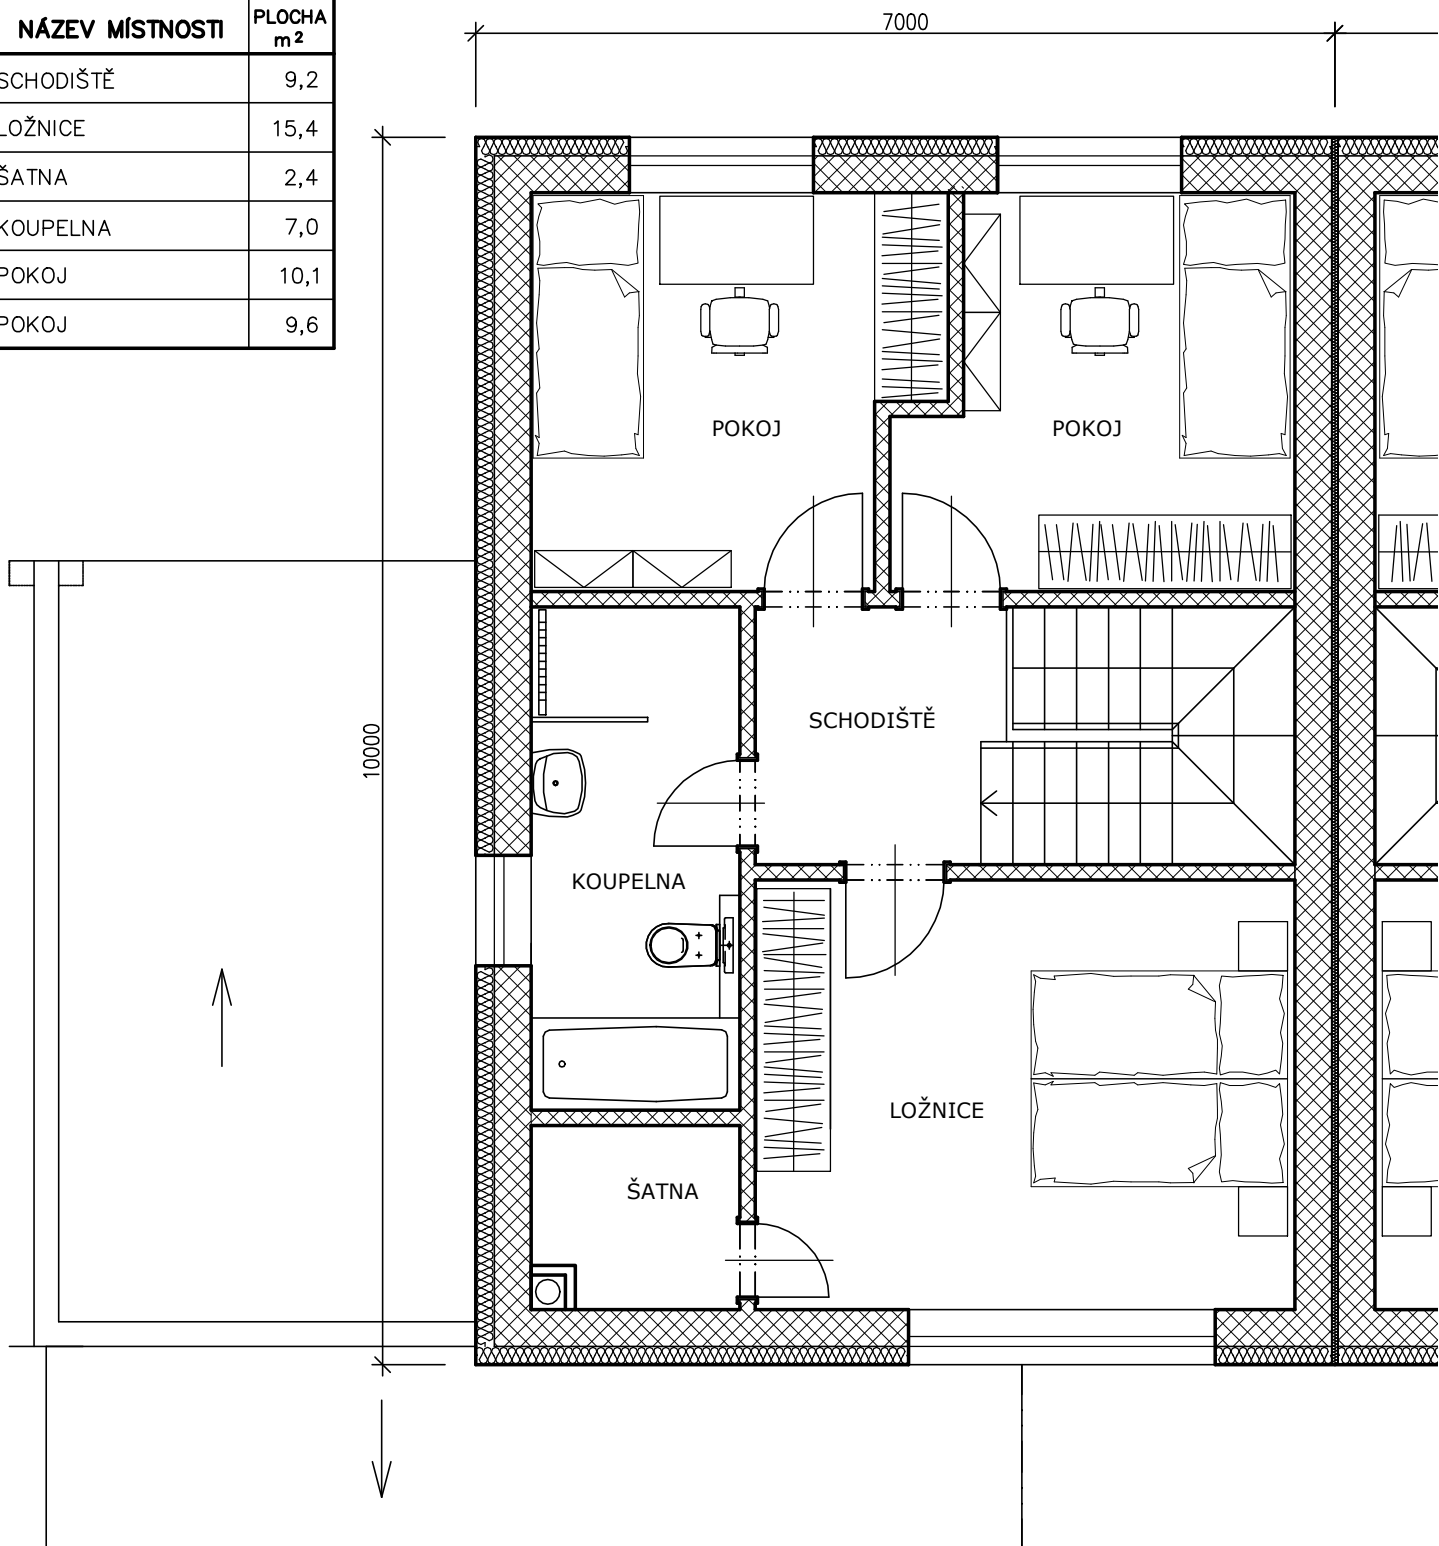 NÁZEV MÍSTNOSTI PLOCHA m²
SCHODIŠTĚ 9,2
LOŽNICE 15,4
ŠATNA 2,4
KOUPELNA 7,0
POKOJ 10,1
POKOJ 9,6
7000
10000
POKOJ
POKOJ
SCHODIŠTĚ
KOUPELNA
LOŽNICE
ŠATNA